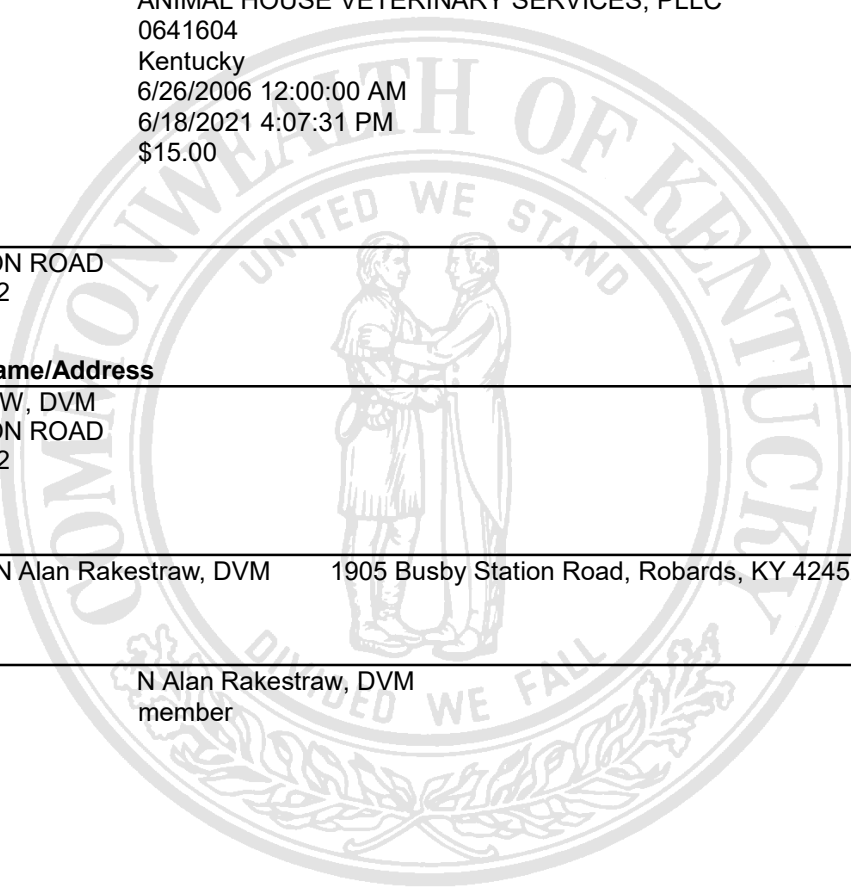 ANIMAL HOUSE VETERINARY SERVICES, PLLC
0641604
Kentucky
6/26/2006 12:00:00 AM
6/18/2021 4:07:31 PM
$15.00
COMMONWEALTH OF KENTUCKY
UNITED WE STAND
ON ROAD
2
ame/Address
W, DVM
ON ROAD
2
N Alan Rakestraw, DVM 1905 Busby Station Road, Robards, KY 4245
N Alan Rakestraw, DVM
member
DIVIDED WE FALL